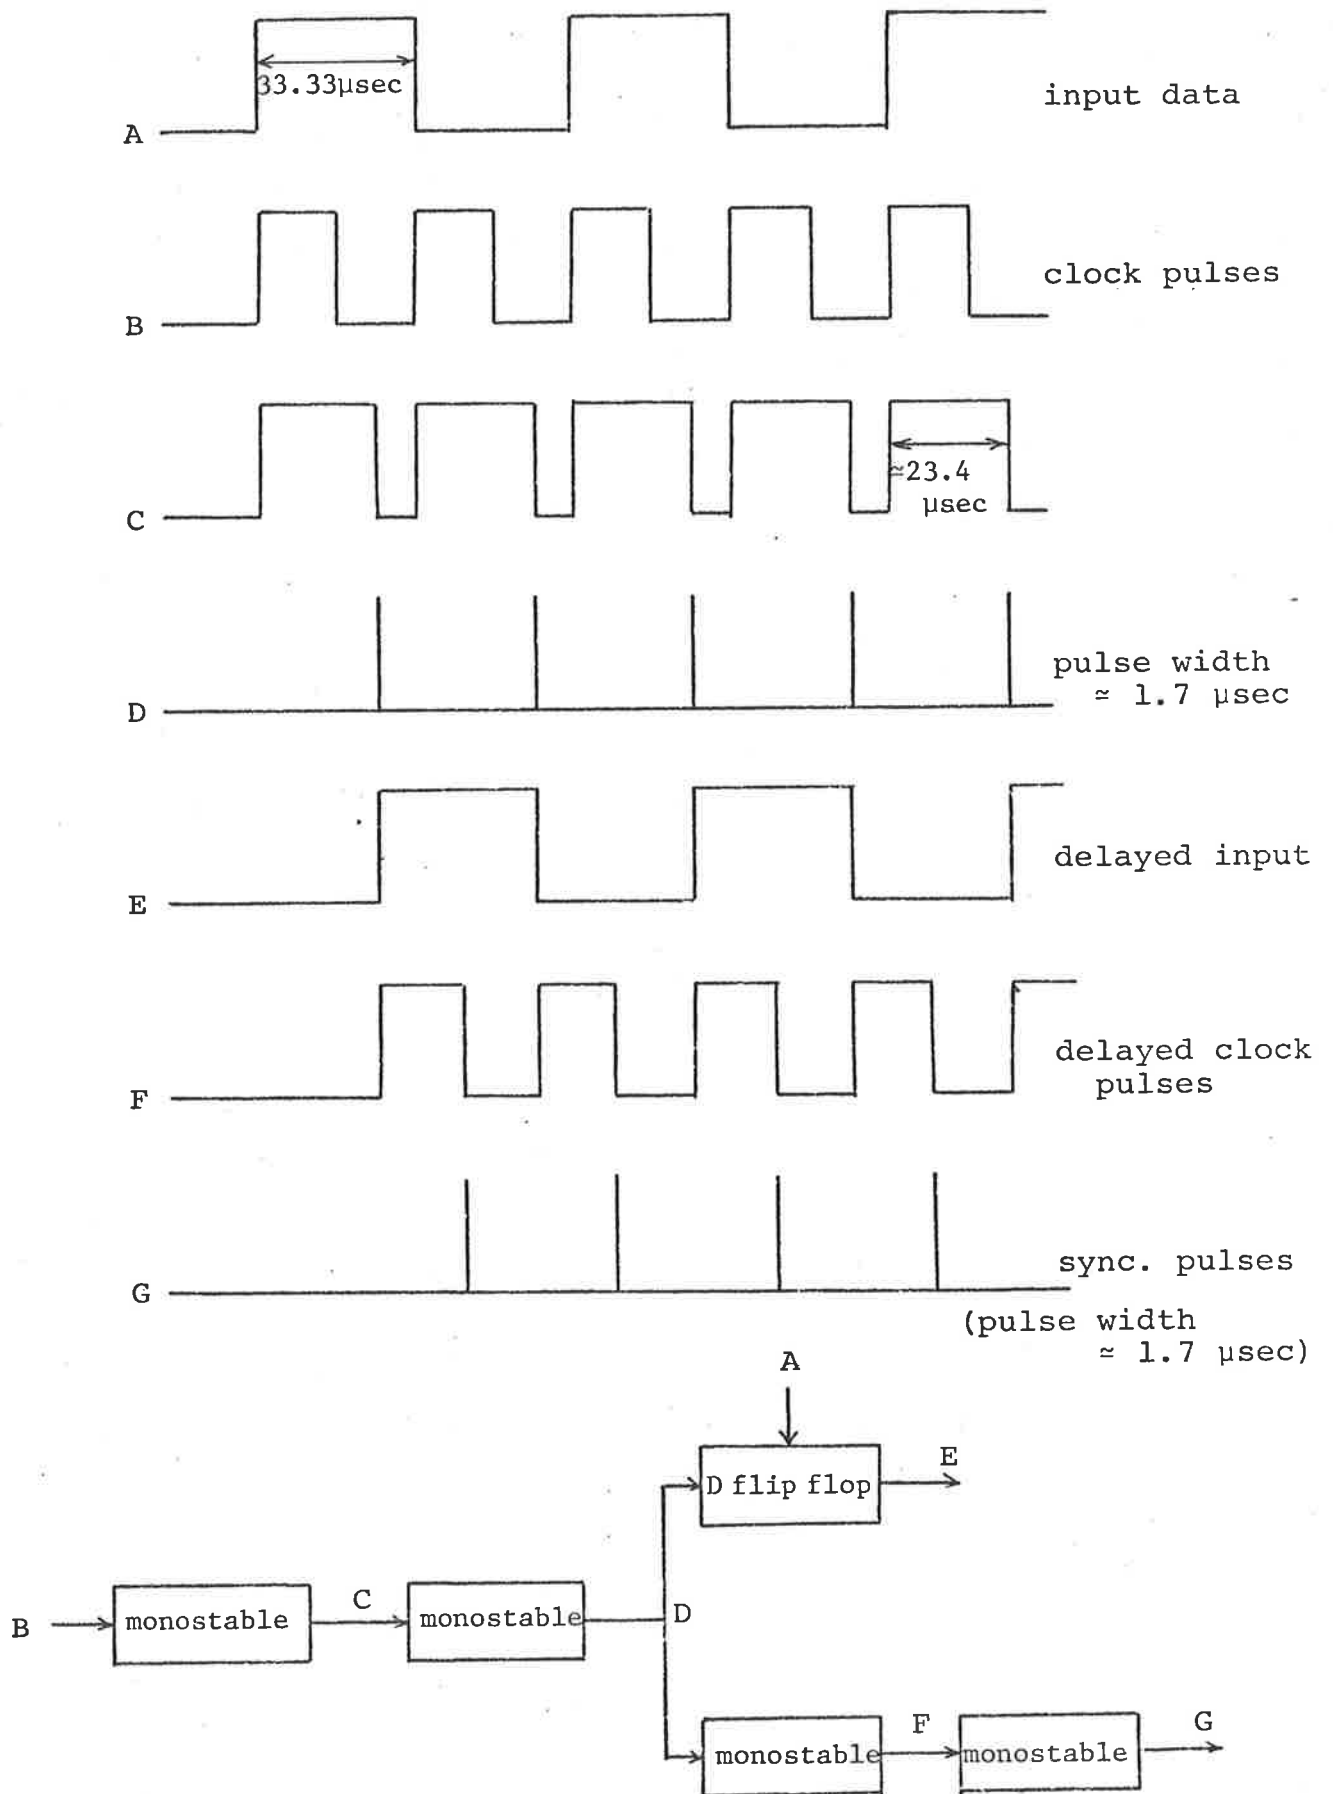 33.33μsec
input data
A
clock pulses
B
≃23.4
μsec
C
pulse width
≃ 1.7 μsec
D
delayed input
E
delayed clock
pulses
F
sync. pulses
G
(pulse width
≃ 1.7 μsec)
A
D flip flop
E
B
monostable
C
monostable
D
monostable
F
monostable
G